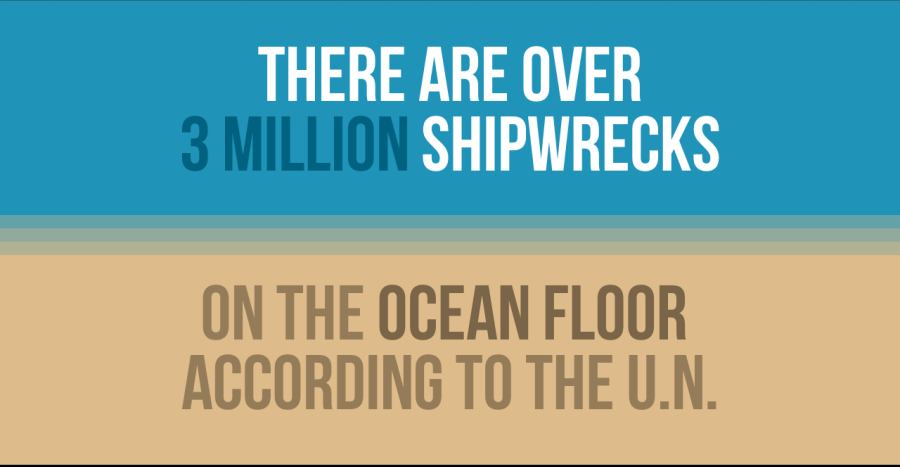 THERE ARE OVER
3 MILLION SHIPWRECKS
ON THE OCEAN FLOOR
ACCORDING TO THE U.N.